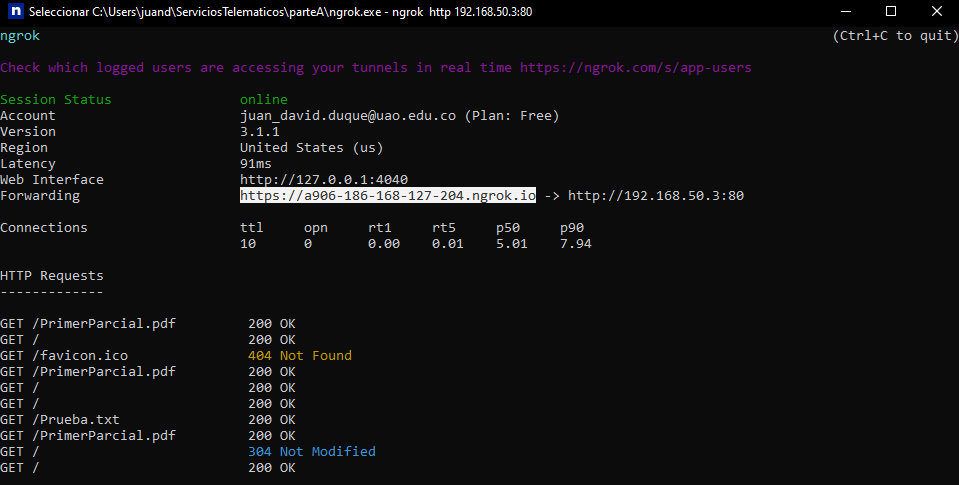 n Seleccionar C:\Users\juand\ServiciosTelematicos\parteA\ngrok.exe - ngrok http 192.168.50.3:80
ngrok (Ctrl+C to quit)
Check which logged users are accessing your tunnels in real time https://ngrok.com/s/app-users
Session Status online
Account juan_david.duque@uao.edu.co (Plan: Free)
Version 3.1.1
Region United States (us)
Latency 91ms
Web Interface http://127.0.0.1:4040
Forwarding https://a906-186-168-127-204.ngrok.io -> http://192.168.50.3:80
Connections ttl opn rt1 rt5 p50 p90
10 0 0.00 0.01 5.01 7.94
HTTP Requests
-------------
GET /PrimerParcial.pdf 200 OK
GET / 200 OK
GET /favicon.ico 404 Not Found
GET /PrimerParcial.pdf 200 OK
GET / 200 OK
GET / 200 OK
GET /Prueba.txt 200 OK
GET /PrimerParcial.pdf 200 OK
GET / 304 Not Modified
GET / 200 OK